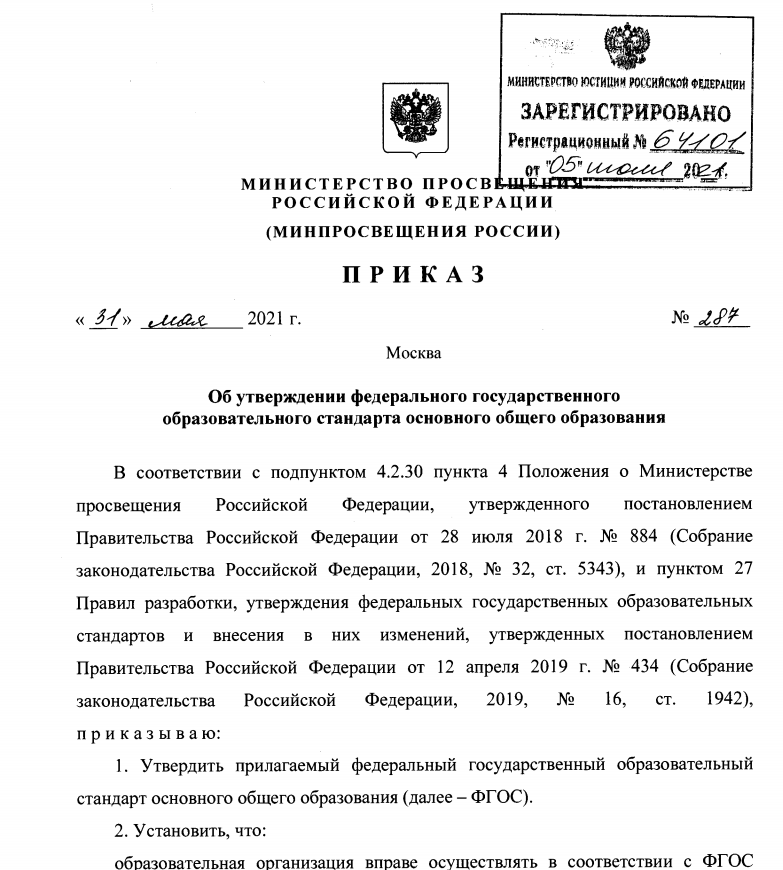 МИНИСТЕРСТВО ЮСТИЦИИ РОССИЙСКОЙ ФЕДЕРАЦИИ
ЗАРЕГИСТРИРОВАНО
Регистрационный № 64101
от "05" июля 2021г.
МИНИСТЕРСТВО ПРОСВЕЩЕНИЯ
РОССИЙСКОЙ ФЕДЕРАЦИИ
(МИНПРОСВЕЩЕНИЯ РОССИИ)
ПРИКАЗ
« 31 » мая 2021 г. № 287
Москва
Об утверждении федерального государственного
образовательного стандарта основного общего образования
В соответствии с подпунктом 4.2.30 пункта 4 Положения о Министерстве
просвещения Российской Федерации, утвержденного постановлением
Правительства Российской Федерации от 28 июля 2018 г. № 884 (Собрание
законодательства Российской Федерации, 2018, № 32, ст. 5343), и пунктом 27
Правил разработки, утверждения федеральных государственных образовательных
стандартов и внесения в них изменений, утвержденных постановлением
Правительства Российской Федерации от 12 апреля 2019 г. № 434 (Собрание
законодательства Российской Федерации, 2019, № 16, ст. 1942),
п р и к а з ы в а ю:
1. Утвердить прилагаемый федеральный государственный образовательный
стандарт основного общего образования (далее – ФГОС).
2. Установить, что:
образовательная организация вправе осуществлять в соответствии с ФГОС